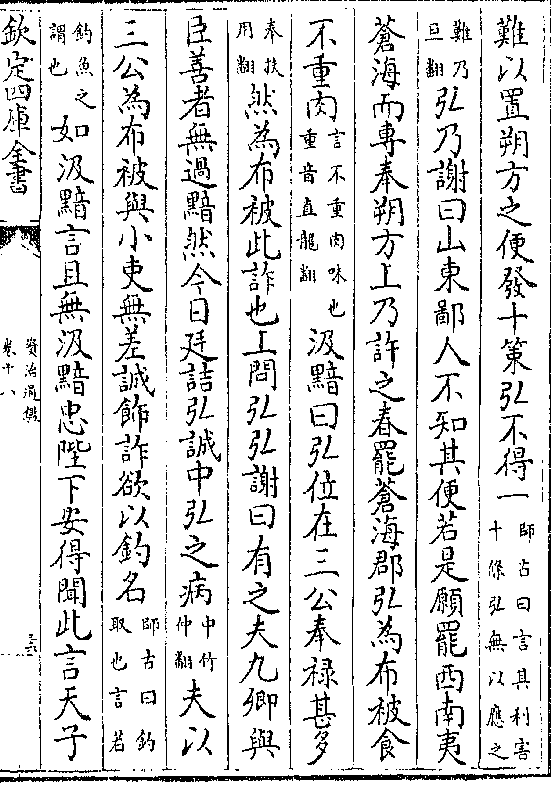 難以置朔方之便發十策弘不得一師古曰言其利害十條弘無以應之
難乃旦翻弘乃謝曰山東鄙人不知其便若是願罷西南夷
蒼海而專奉朔方上乃許之春罷蒼海郡弘為布被食
不重肉言不重肉味也重音直龍翻汲黯曰弘位在三公奉禄甚多
奉扶用翻然為布被此詐也上問弘弘謝曰有之夫九卿與
臣善者無過黯然今日廷詰弘誠中弘之病中竹仲翻夫以
三公為布被與小吏無差誠飾詐欲以釣名師古曰釣取也言若
釣魚之謂也如汲黯言且無汲黯忠陛下安得聞此言天子
欽定四庫全書
資治通鑑
卷十八